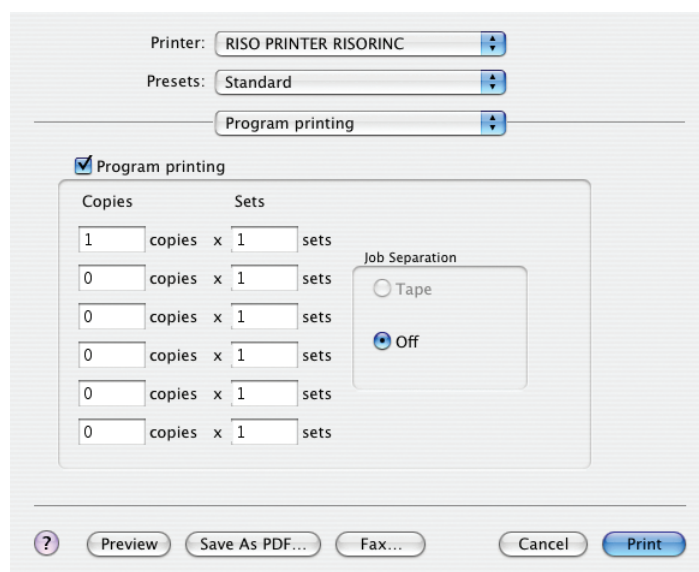 Printer: RISO PRINTER RISORINC
Presets: Standard
Program printing
Program printing
Copies Sets
1 copies x 1 sets
0 copies x 1 sets
0 copies x 1 sets
0 copies x 1 sets
0 copies x 1 sets
0 copies x 1 sets
Job Separation
Tape
Off
? Preview Save As PDF... Fax... Cancel Print